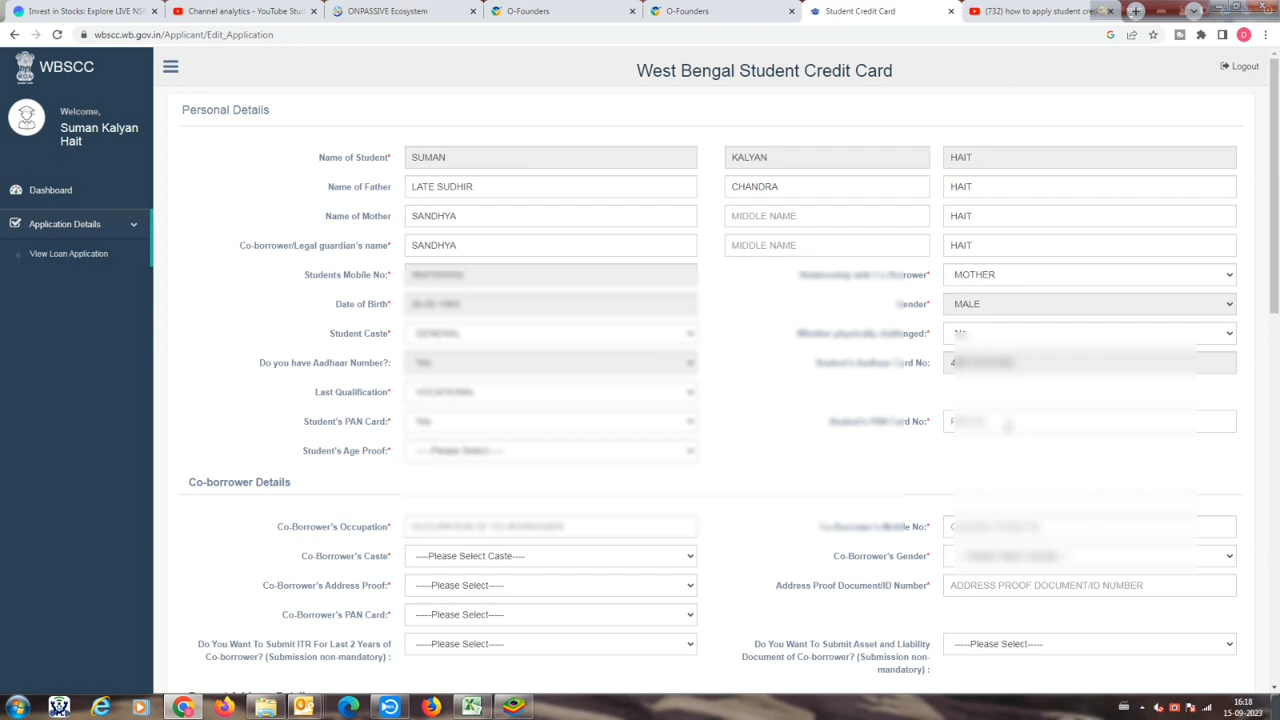 Invest in Stocks: Explore LIVE NS
Channel analytics - YouTube Stud
ONPASSIVE Ecosystem
O-Founders
O-Founders
Student Credit Card
(732) how to apply student cre
wbscc.wb.gov.in/Applicant/Edit_Application
WBSCC
West Bengal Student Credit Card
Logout
Welcome,
Suman Kalyan
Hait
Dashboard
Application Details
View Loan Application
Personal Details
Name of Student* SUMAN KALYAN HAIT
Name of Father LATE SUDHIR CHANDRA HAIT
Name of Mother SANDHYA MIDDLE NAME HAIT
Co-borrower/Legal guardian's name* SANDHYA MIDDLE NAME HAIT
Students Mobile No:* Relationship with Co-Borrower* MOTHER
Date of Birth* Gender* MALE
Student Caste* GENERAL Whether physically challenged:* No
Do you have Aadhaar Number?: Yes Student's Aadhaar Card No:
Last Qualification* VOCATIONAL
Student's PAN Card:* Yes Student's PAN Card No:*
Student's Age Proof:* ----Please Select----
Co-borrower Details
Co-Borrower's Occupation* OCCUPATION OF CO-BORROWER Co-Borrower's Mobile No:*
Co-Borrower's Caste* ----Please Select Caste---- Co-Borrower's Gender*
Co-Borrower's Address Proof:* -----Please Select----- Address Proof Document/ID Number* ADDRESS PROOF DOCUMENT/ID NUMBER
Co-Borrower's PAN Card:* -----Please Select-----
Do You Want To Submit ITR For Last 2 Years of
Co-borrower? (Submission non-mandatory) : -----Please Select-----
Do You Want To Submit Asset and Liability
Document of Co-borrower? (Submission non-
mandatory) : -----Please Select-----
16:18
15-09-2023